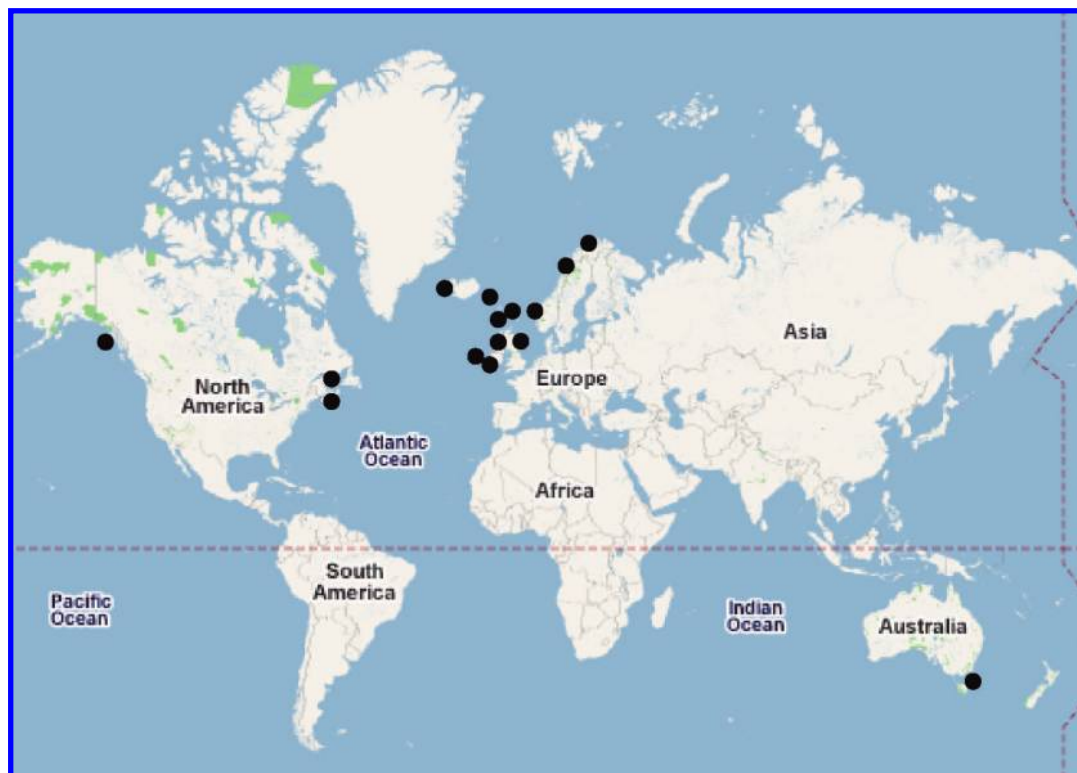 Asia
North
America
Europe
Atlantic
Ocean
Africa
South
America
Pacific
Ocean
Indian
Ocean
Australia